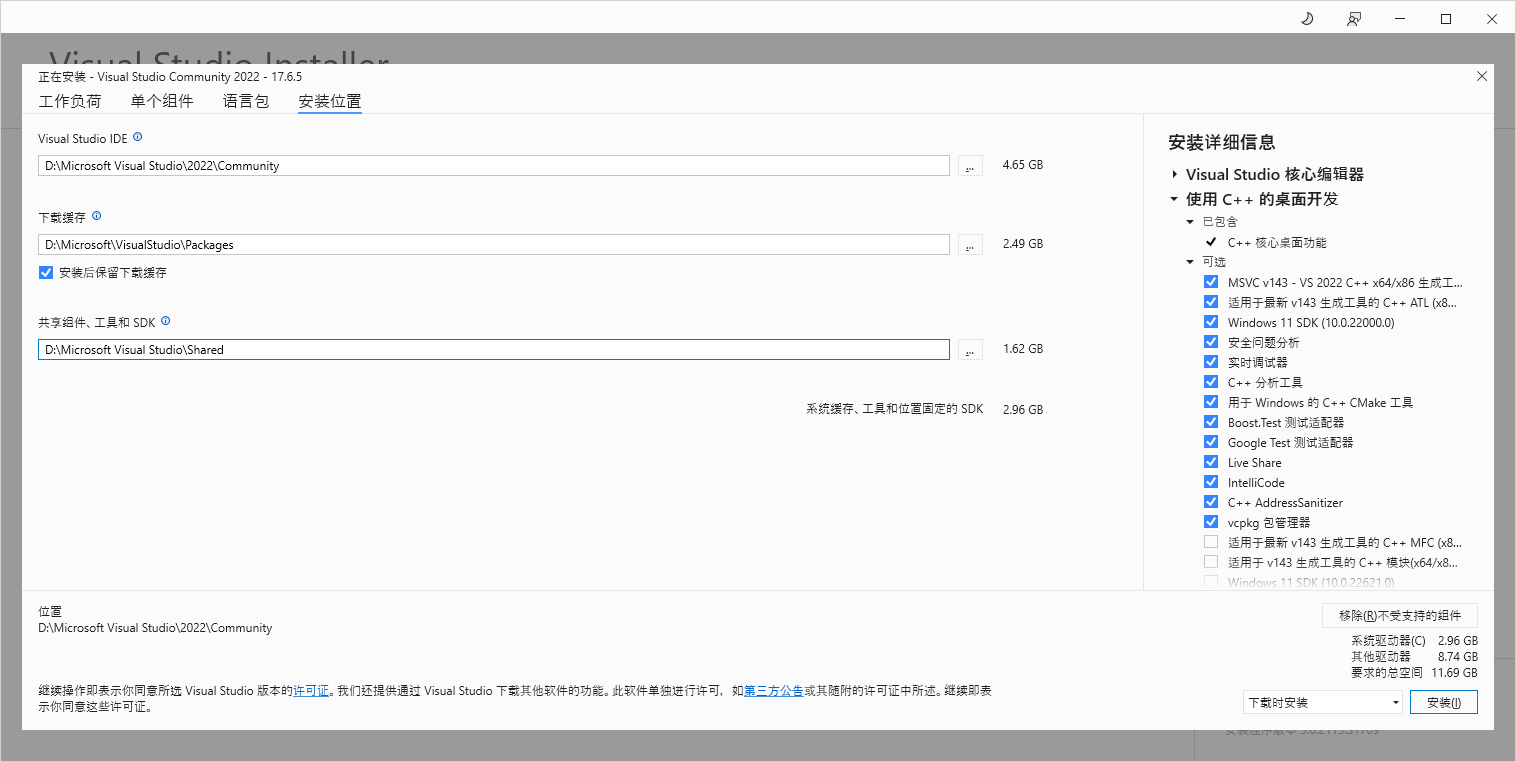 Visual Studio Installer
正在安装 - Visual Studio Community 2022 - 17.6.5
工作负荷 单个组件 语言包 安装位置
Visual Studio IDE
D:\Microsoft Visual Studio\2022\Community
... 4.65 GB
下载缓存
D:\Microsoft\VisualStudio\Packages
... 2.49 GB
安装后保留下载缓存
共享组件、工具和 SDK
D:\Microsoft Visual Studio\Shared
... 1.62 GB
系统缓存、工具和位置固定的 SDK 2.96 GB
安装详细信息
Visual Studio 核心编辑器
使用 C++ 的桌面开发
已包含
C++ 核心桌面功能
可选
MSVC v143 - VS 2022 C++ x64/x86 生成工...
适用于最新 v143 生成工具的 C++ ATL (x8...
Windows 11 SDK (10.0.22000.0)
安全问题分析
实时调试器
C++ 分析工具
用于 Windows 的 C++ CMake 工具
Boost.Test 测试适配器
Google Test 测试适配器
Live Share
IntelliCode
C++ AddressSanitizer
vcpkg 包管理器
适用于最新 v143 生成工具的 C++ MFC (x8...
适用于 v143 生成工具的 C++ 模块(x64/x8...
Windows 11 SDK (10.0.22621.0)
位置
D:\Microsoft Visual Studio\2022\Community
继续操作即表示你同意所选 Visual Studio 版本的许可证。我们还提供通过 Visual Studio 下载其他软件的功能。此软件单独进行许可，如第三方公告或其随附的许可证中所述。继续即表
示你同意这些许可证。
移除(R)不受支持的组件
系统驱动器(C) 2.96 GB
其他驱动器 8.74 GB
要求的总空间 11.69 GB
下载时安装
安装(I)